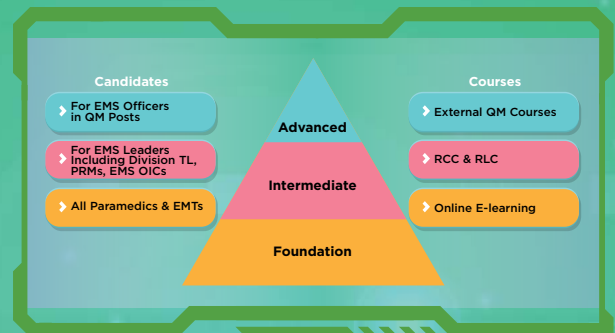 Candidates
For EMS Officers
in QM Posts
For EMS Leaders
Including Division TL,
PRMs, EMS OICs
All Paramedics & EMTs
Advanced
Intermediate
Foundation
Courses
External QM Courses
RCC & RLC
Online E-learning